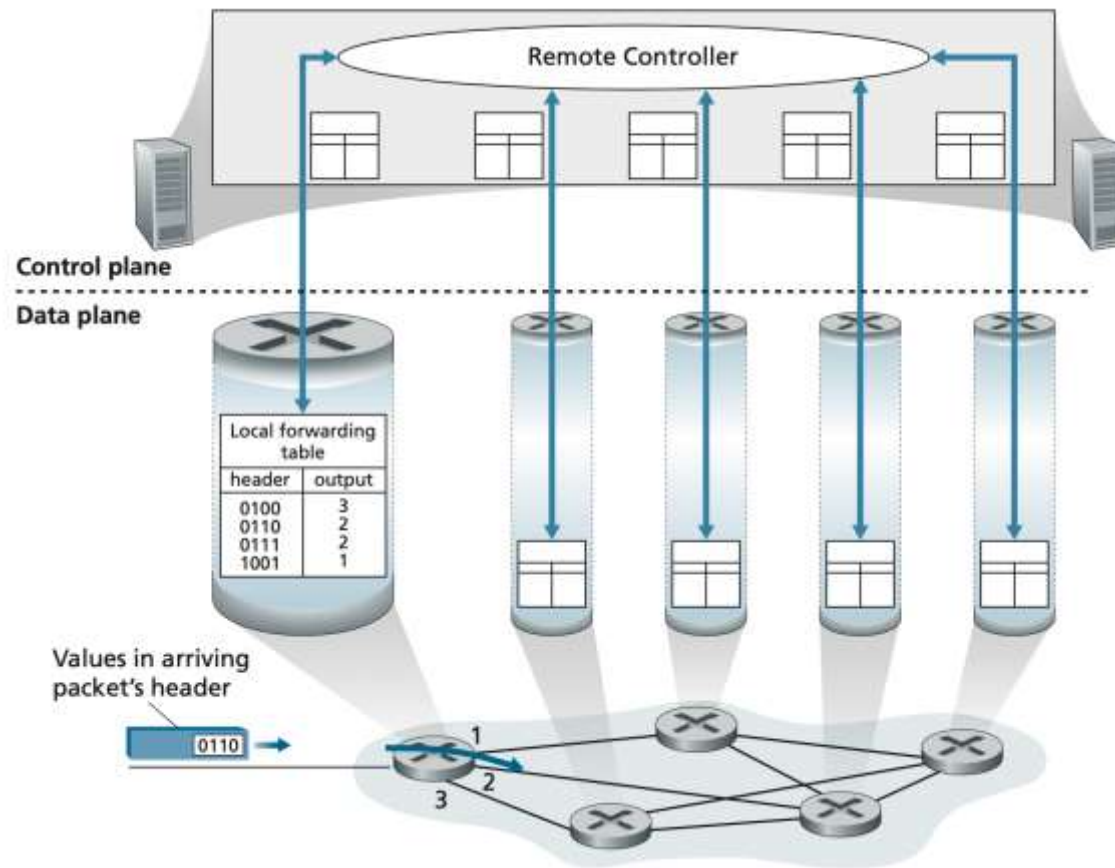 Remote Controller
Control plane
Data plane
Local forwarding
table
header output
0100 3
0110 2
0111 2
1001 1
Values in arriving
packet's header
0110
1
2
3